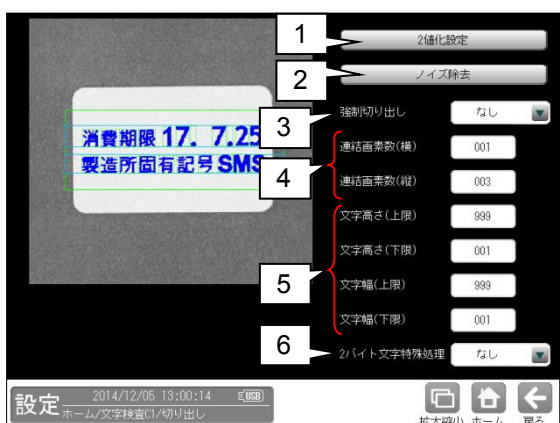 1
2値化設定
2
ノイズ除去
3
強制切り出し
なし
4
連結画素数(横)
001
連結画素数(縦)
003
5
文字高さ(上限)
999
文字高さ(下限)
001
文字幅(上限)
999
文字幅(下限)
001
6
2バイト文字特殊処理
なし
消費期限 17. 7.25
製造所固有記号 SMS
設定
2014/12/05 13:00:14
USB
ホーム/文字検査C1/切り出し
拡大縮小
ホーム
戻る